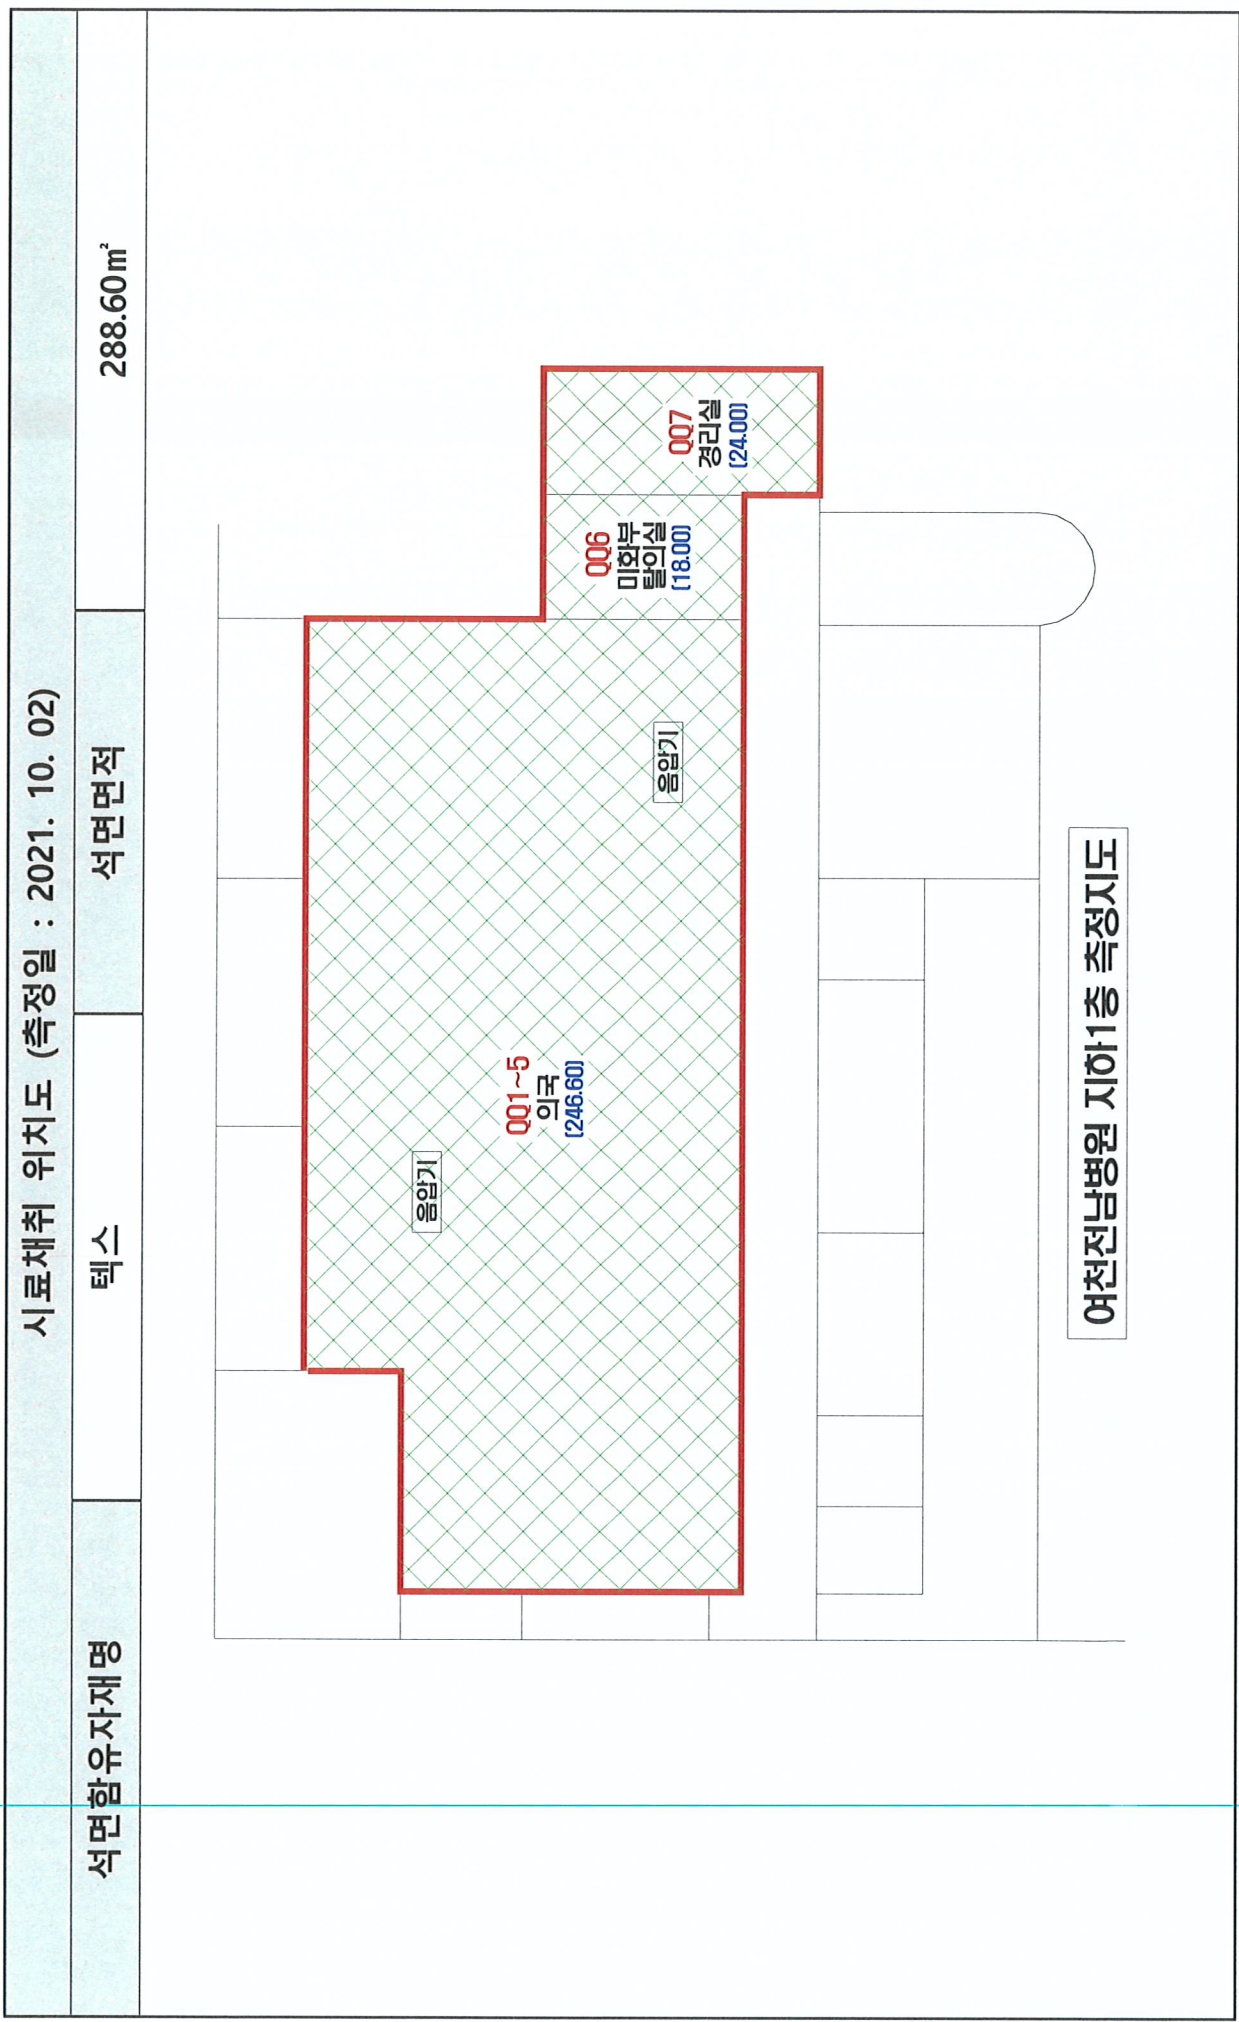 시료채취 위치도 (측정일 : 2021. 10. 02)
석면함유자재명
텍스
석면면적
288.60㎡
음압기
QQ1~5
의국
(246.60)
음압기
QQ6
미화부
탈의실
(18.00)
QQ7
경리실
(24.00)
여천전남병원 지하1층 측정지도